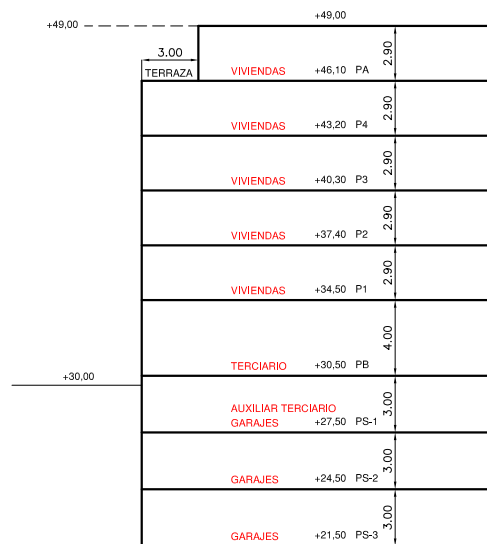 +49,00
+49,00
3.00
2.90
TERRAZA
VIVIENDAS +46,10 PA
2.90
VIVIENDAS +43,20 P4
2.90
VIVIENDAS +40,30 P3
2.90
VIVIENDAS +37,40 P2
2.90
VIVIENDAS +34,50 P1
4.00
TERCIARIO +30,50 PB
+30,00
3.00
AUXILIAR TERCIARIO
GARAJES +27,50 PS-1
3.00
GARAJES +24,50 PS-2
3.00
GARAJES +21,50 PS-3